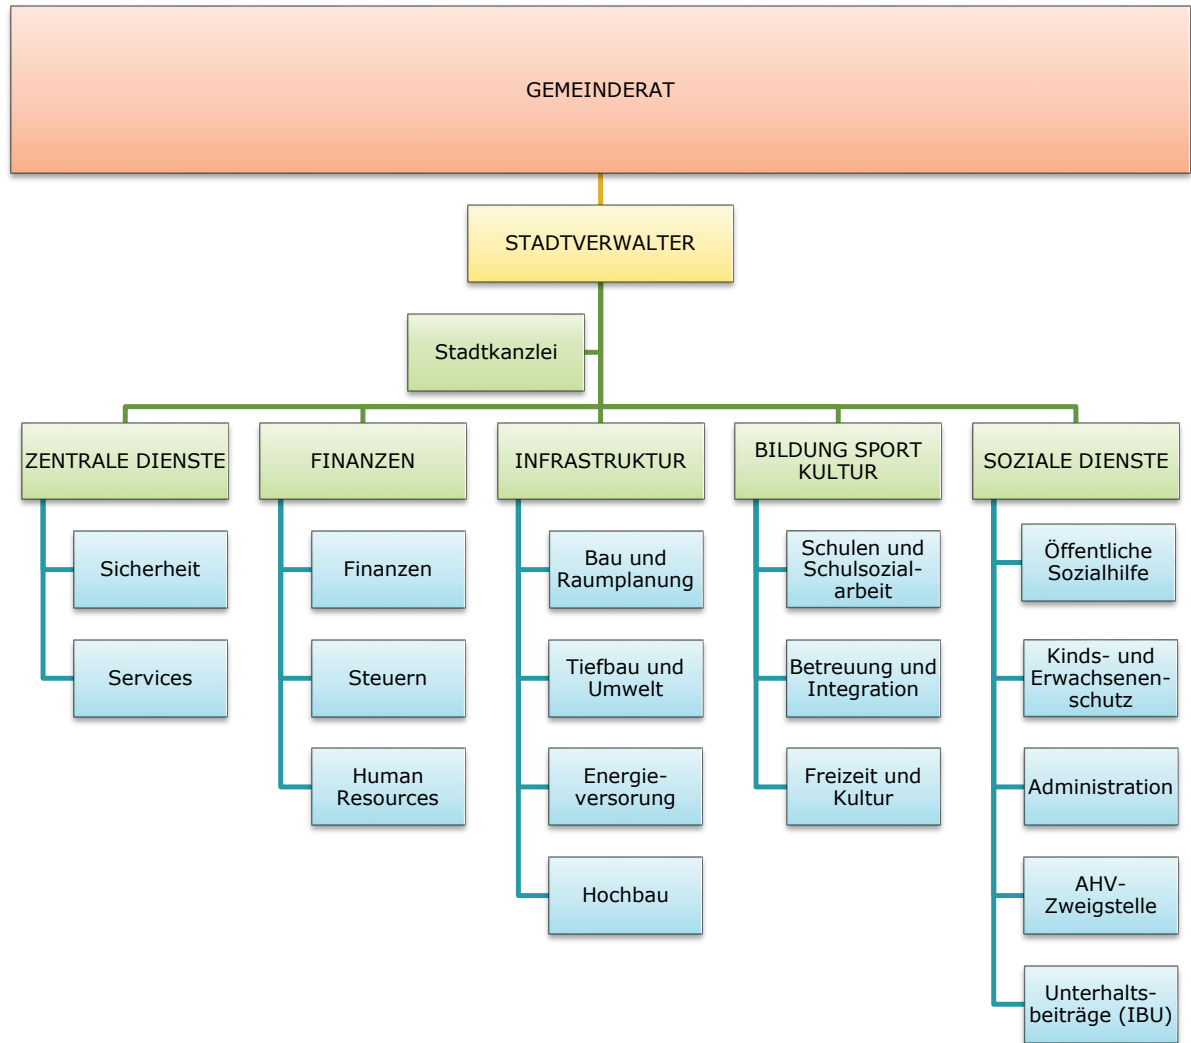 GEMEINDERAT
STADTVERWALTER
Stadtkanzlei
ZENTRALE DIENSTE
Sicherheit
Services
FINANZEN
Finanzen
Steuern
Human
Resources
INFRASTRUKTUR
Bau und
Raumplanung
Tiefbau und
Umwelt
Energie-
versorung
Hochbau
BILDUNG SPORT
KULTUR
Schulen und
Schulsozial-
arbeit
Betreuung und
Integration
Freizeit und
Kultur
SOZIALE DIENSTE
Öffentliche
Sozialhilfe
Kinds- und
Erwachsenen-
schutz
Administration
AHV-
Zweigstelle
Unterhalts-
beiträge (IBU)